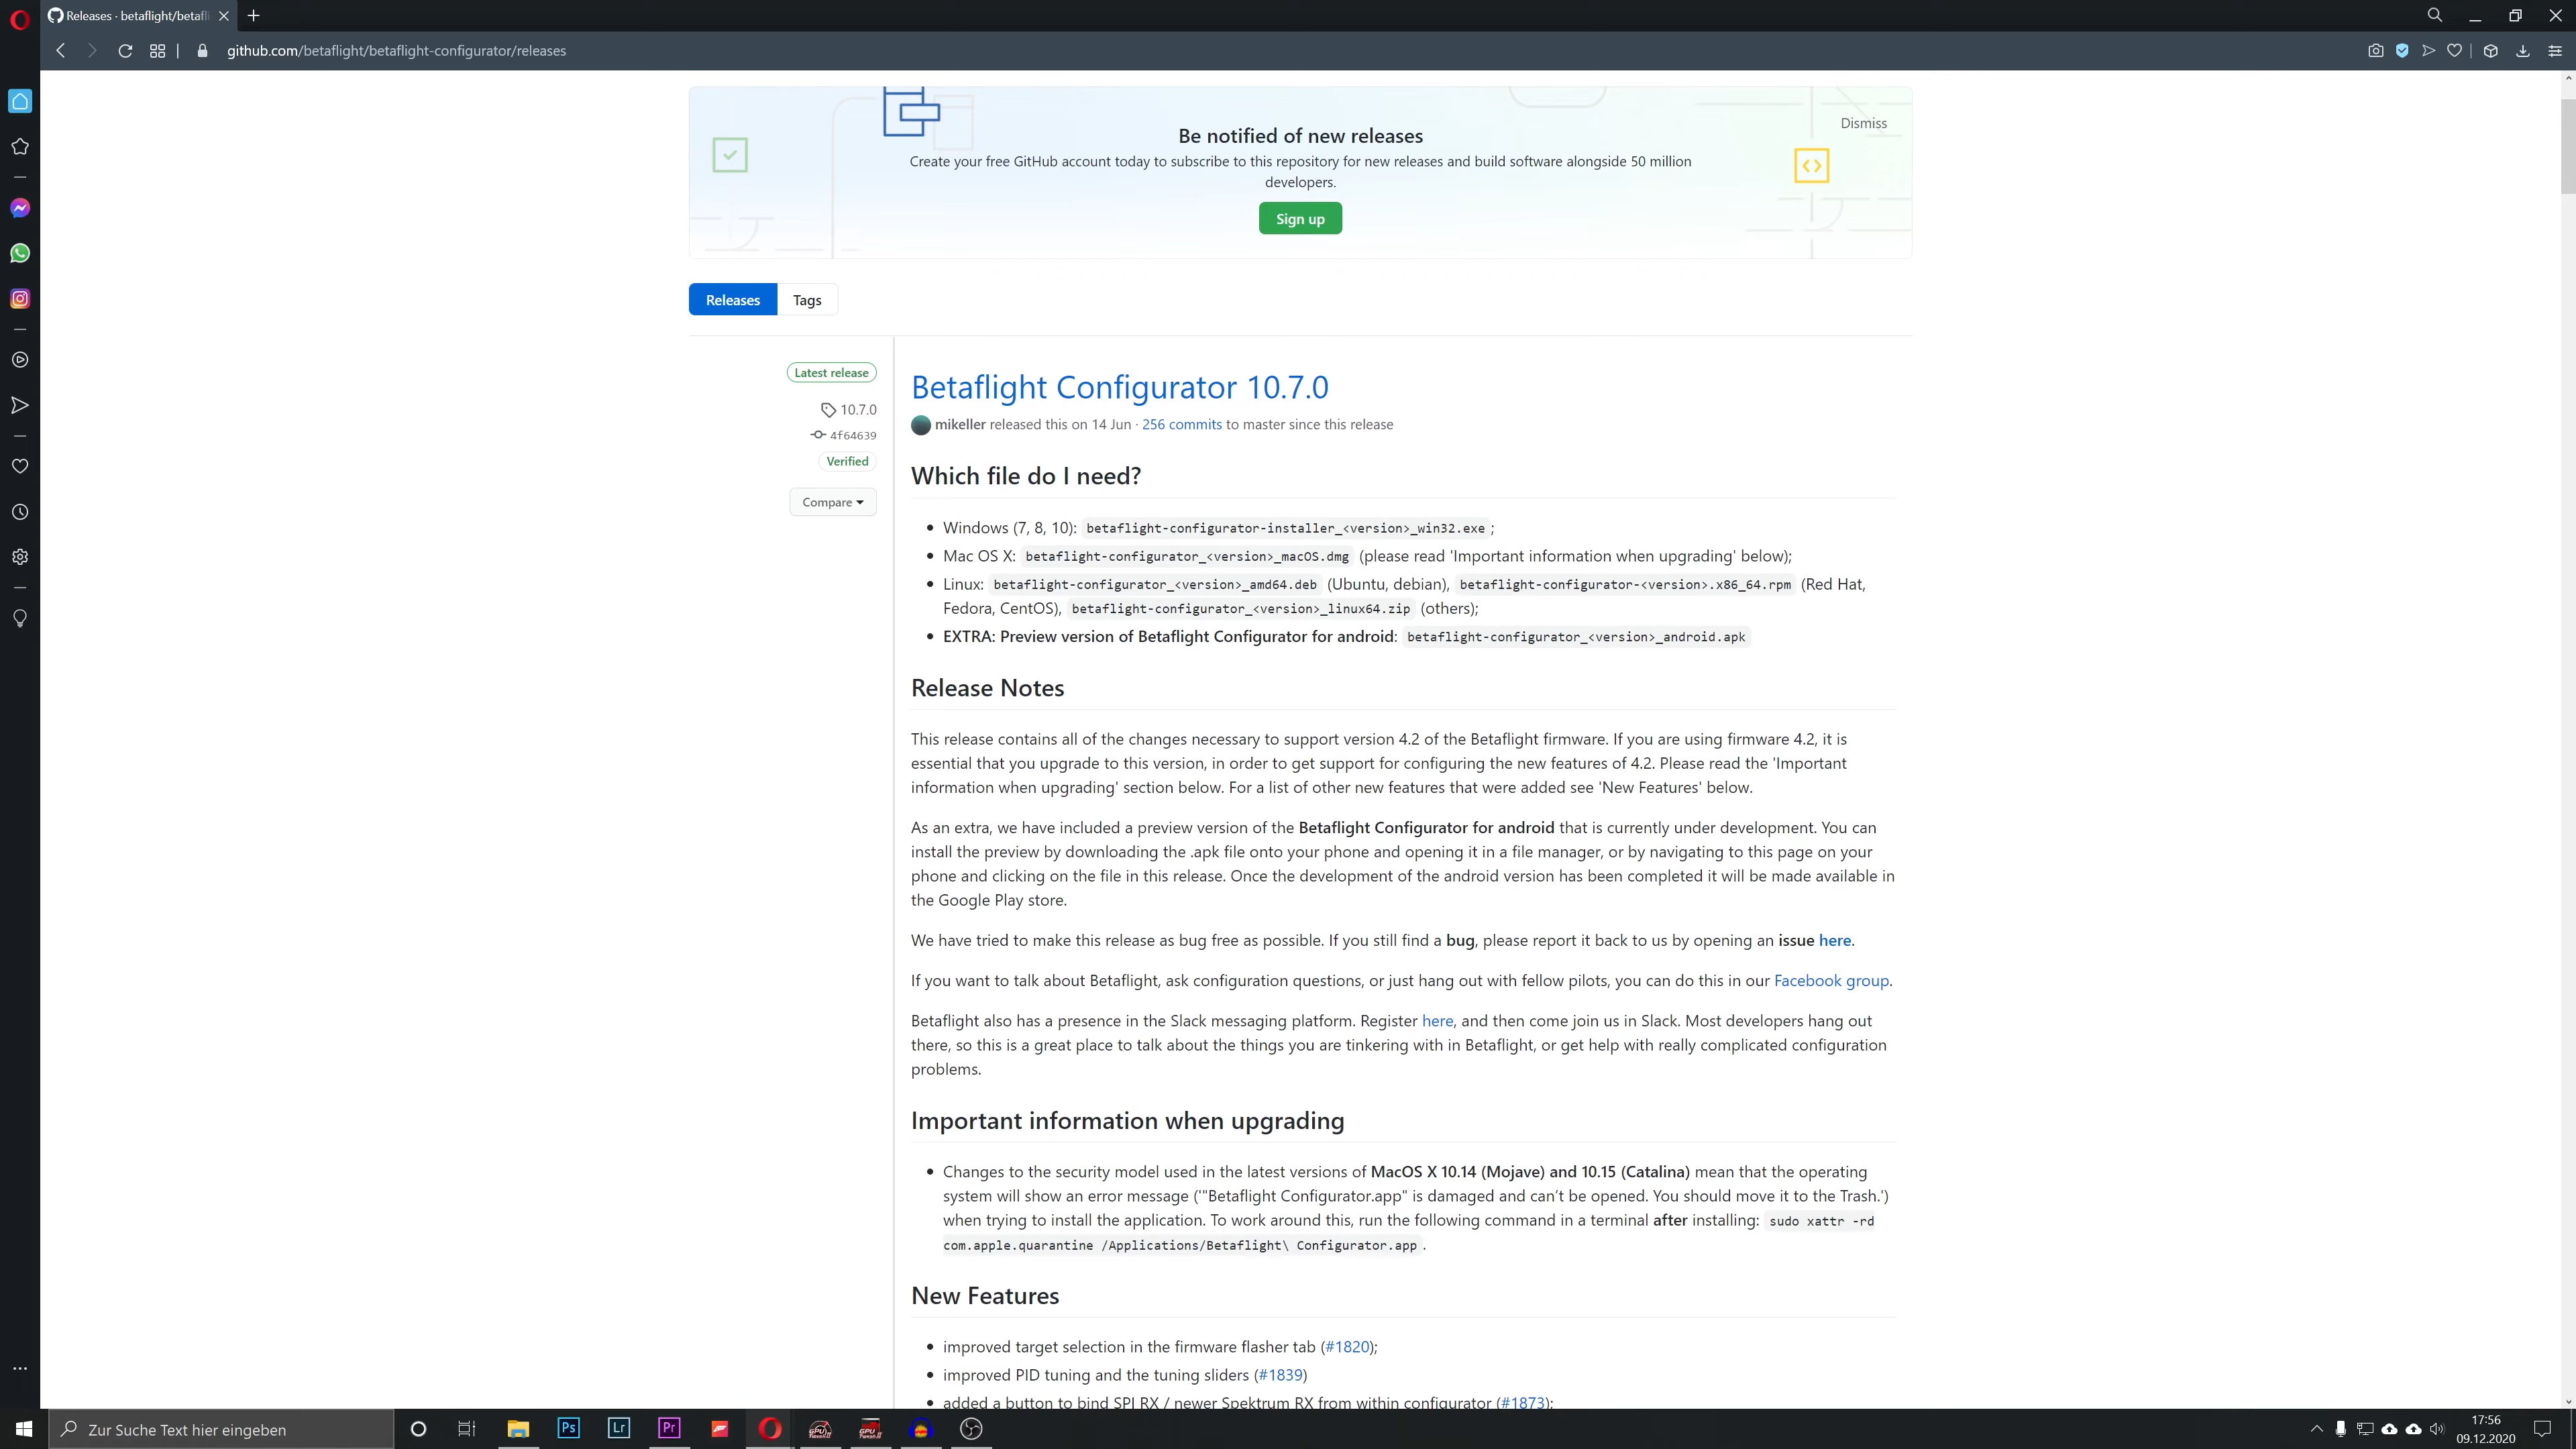 Releases · betaflight/betafli
github.com/betaflight/betaflight-configurator/releases
Be notified of new releases
Dismiss
Create your free GitHub account today to subscribe to this repository for new releases and build software alongside 50 million
developers.
Sign up
Releases
Tags
Latest release
10.7.0
4f64639
Verified
Compare
Betaflight Configurator 10.7.0
mikeller released this on 14 Jun · 256 commits to master since this release
Which file do I need?
• Windows (7, 8, 10): betaflight-configurator-installer_<version>_win32.exe ;
• Mac OS X: betaflight-configurator_<version>_macOS.dmg (please read 'Important information when upgrading' below);
• Linux: betaflight-configurator_<version>_amd64.deb (Ubuntu, debian), betaflight-configurator-<version>.x86_64.rpm (Red Hat,
Fedora, CentOS), betaflight-configurator_<version>_linux64.zip (others);
• EXTRA: Preview version of Betaflight Configurator for android: betaflight-configurator_<version>_android.apk
Release Notes
This release contains all of the changes necessary to support version 4.2 of the Betaflight firmware. If you are using firmware 4.2, it is
essential that you upgrade to this version, in order to get support for configuring the new features of 4.2. Please read the 'Important
information when upgrading' section below. For a list of other new features that were added see 'New Features' below.
As an extra, we have included a preview version of the Betaflight Configurator for android that is currently under development. You can
install the preview by downloading the .apk file onto your phone and opening it in a file manager, or by navigating to this page on your
phone and clicking on the file in this release. Once the development of the android version has been completed it will be made available in
the Google Play store.
We have tried to make this release as bug free as possible. If you still find a bug, please report it back to us by opening an issue here.
If you want to talk about Betaflight, ask configuration questions, or just hang out with fellow pilots, you can do this in our Facebook group.
Betaflight also has a presence in the Slack messaging platform. Register here, and then come join us in Slack. Most developers hang out
there, so this is a great place to talk about the things you are tinkering with in Betaflight, or get help with really complicated configuration
problems.
Important information when upgrading
• Changes to the security model used in the latest versions of MacOS X 10.14 (Mojave) and 10.15 (Catalina) mean that the operating
system will show an error message ('"Betaflight Configurator.app" is damaged and can't be opened. You should move it to the Trash.')
when trying to install the application. To work around this, run the following command in a terminal after installing: sudo xattr -rd
com.apple.quarantine /Applications/Betaflight\ Configurator.app .
New Features
• improved target selection in the firmware flasher tab (#1820);
• improved PID tuning and the tuning sliders (#1839)
• added a button to bind SPI RX / newer Spektrum RX from within configurator (#1873);
Zur Suche Text hier eingeben
Ps
Lr
Pr
GPU
GPU
17:56
09.12.2020